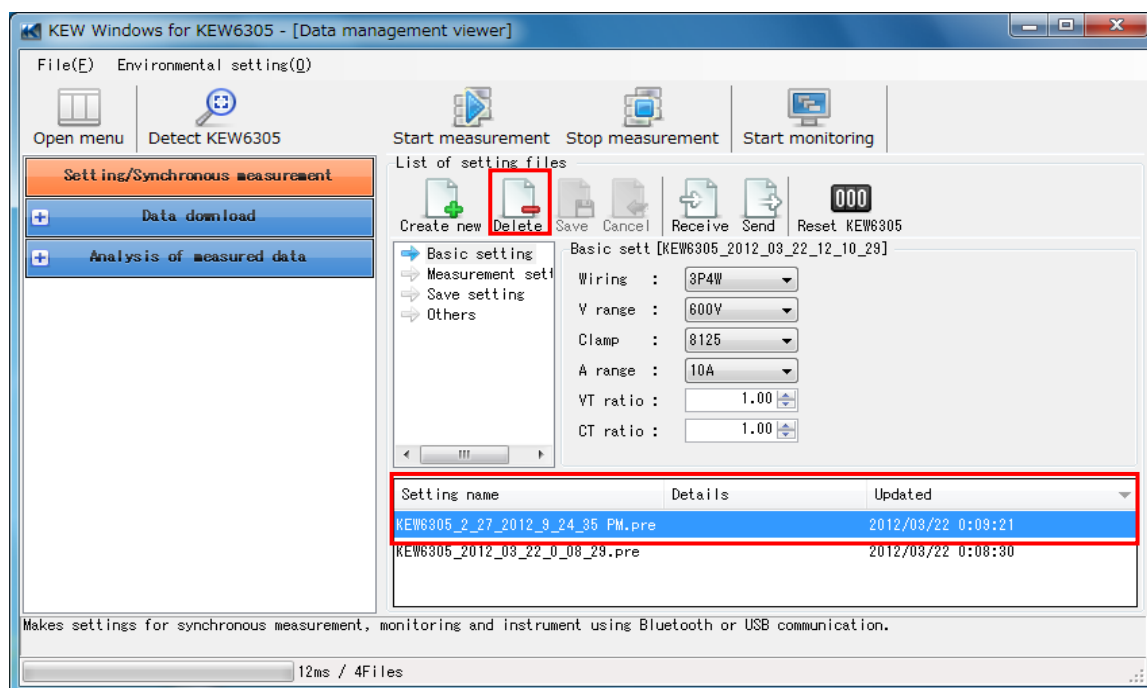 KEW Windows for KEW6305 - [Data management viewer]
File(F) Environmental setting(O)
Open menu Detect KEW6305 Start measurement Stop measurement Start monitoring
Setting/Synchronous measurement
Data download
Analysis of measured data
List of setting files
Create new Delete Save Cancel Receive Send 000 Reset KEW6305
Basic setting
Measurement sett
Save setting
Others
Basic sett [KEW6305_2012_03_22_12_10_29]
Wiring : 3P4W
V range : 600V
Clamp : 8125
A range : 10A
VT ratio : 1.00
CT ratio : 1.00
Setting name Details Updated
KEW6305_2_27_2012_9_24_35 PM.pre 2012/03/22 0:09:21
KEW6305_2012_03_22_0_08_29.pre 2012/03/22 0:08:30
Makes settings for synchronous measurement, monitoring and instrument using Bluetooth or USB communication.
12ms / 4Files